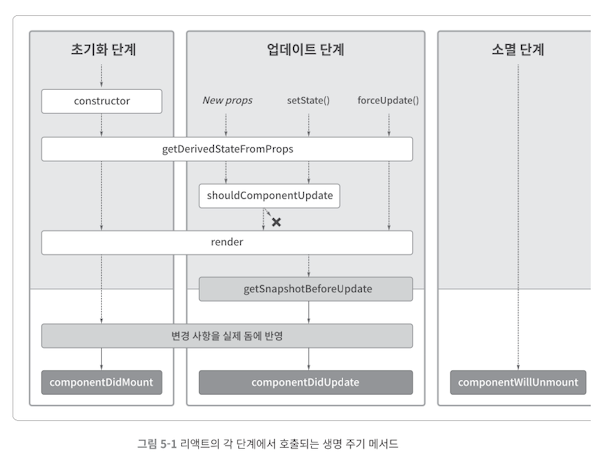 초기화 단계
업데이트 단계
소멸 단계
constructor
New props
setState()
forceUpdate()
getDerivedStateFromProps
shouldComponentUpdate
render
getSnapshotBeforeUpdate
변경 사항을 실제 돔에 반영
componentDidMount
componentDidUpdate
componentWillUnmount
그림 5-1 리액트의 각 단계에서 호출되는 생명 주기 메서드